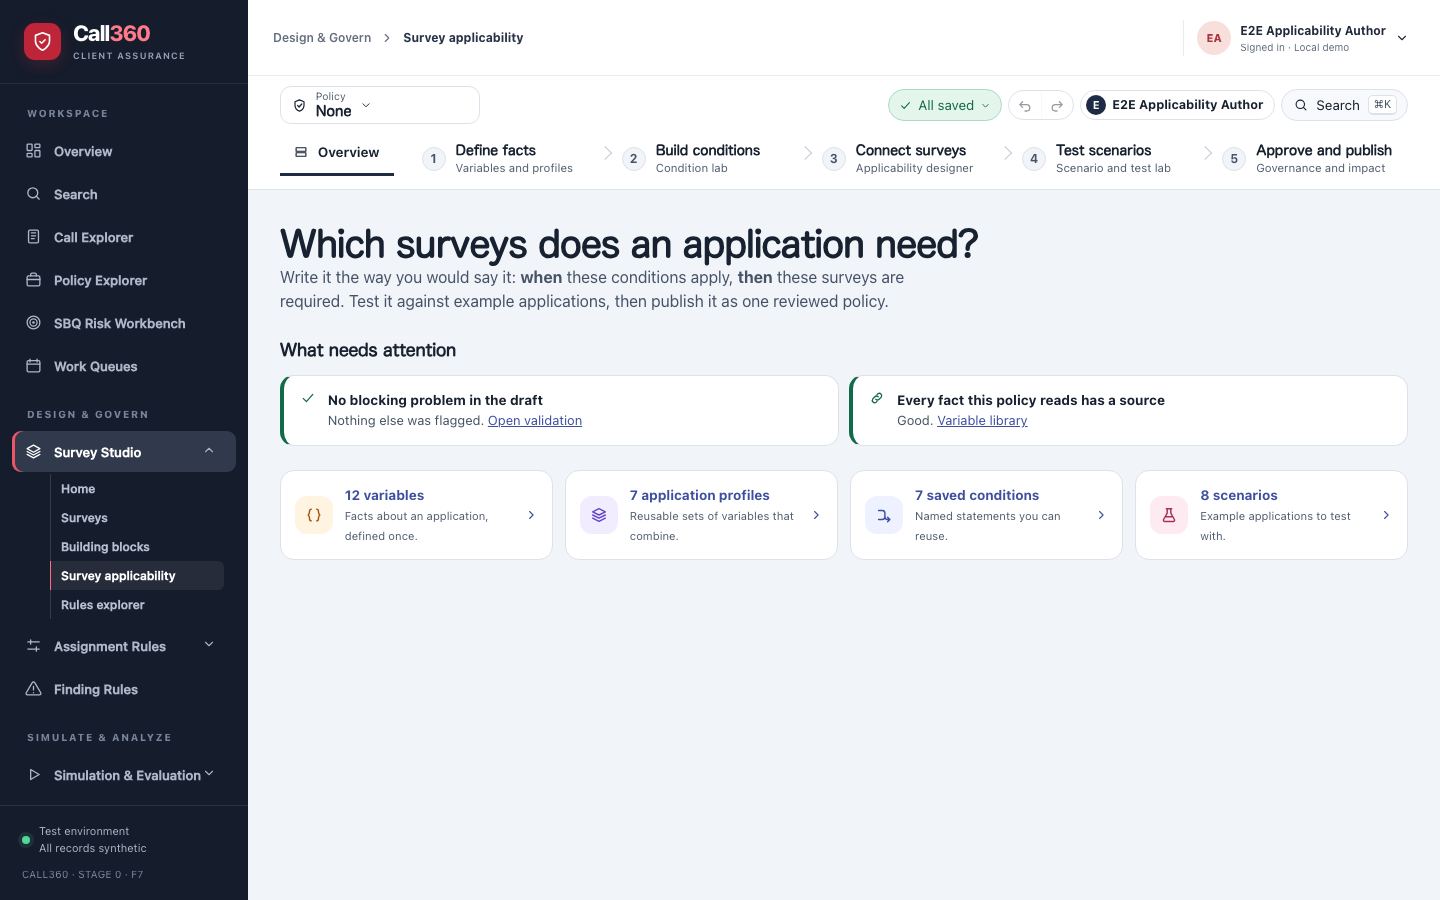 Call360
CLIENT ASSURANCE
WORKSPACE
Overview
Search
Call Explorer
Policy Explorer
SBQ Risk Workbench
Work Queues
DESIGN & GOVERN
Survey Studio
Home
Surveys
Building blocks
Survey applicability
Rules explorer
Assignment Rules
Finding Rules
SIMULATE & ANALYZE
Simulation & Evaluation
Test environment
All records synthetic
CALL360 · STAGE 0 · F7
Design & Govern
Survey applicability
EA
E2E Applicability Author
Signed in · Local demo
Policy
None
All saved
E
E2E Applicability Author
Search
⌘K
Overview
1
Define facts
Variables and profiles
2
Build conditions
Condition lab
3
Connect surveys
Applicability designer
4
Test scenarios
Scenario and test lab
5
Approve and publish
Governance and impact
Which surveys does an application need?
Write it the way you would say it: when these conditions apply, then these surveys are
required. Test it against example applications, then publish it as one reviewed policy.
What needs attention
No blocking problem in the draft
Nothing else was flagged. Open validation
Every fact this policy reads has a source
Good. Variable library
12 variables
Facts about an application,
defined once.
7 application profiles
Reusable sets of variables that
combine.
7 saved conditions
Named statements you can
reuse.
8 scenarios
Example applications to test
with.